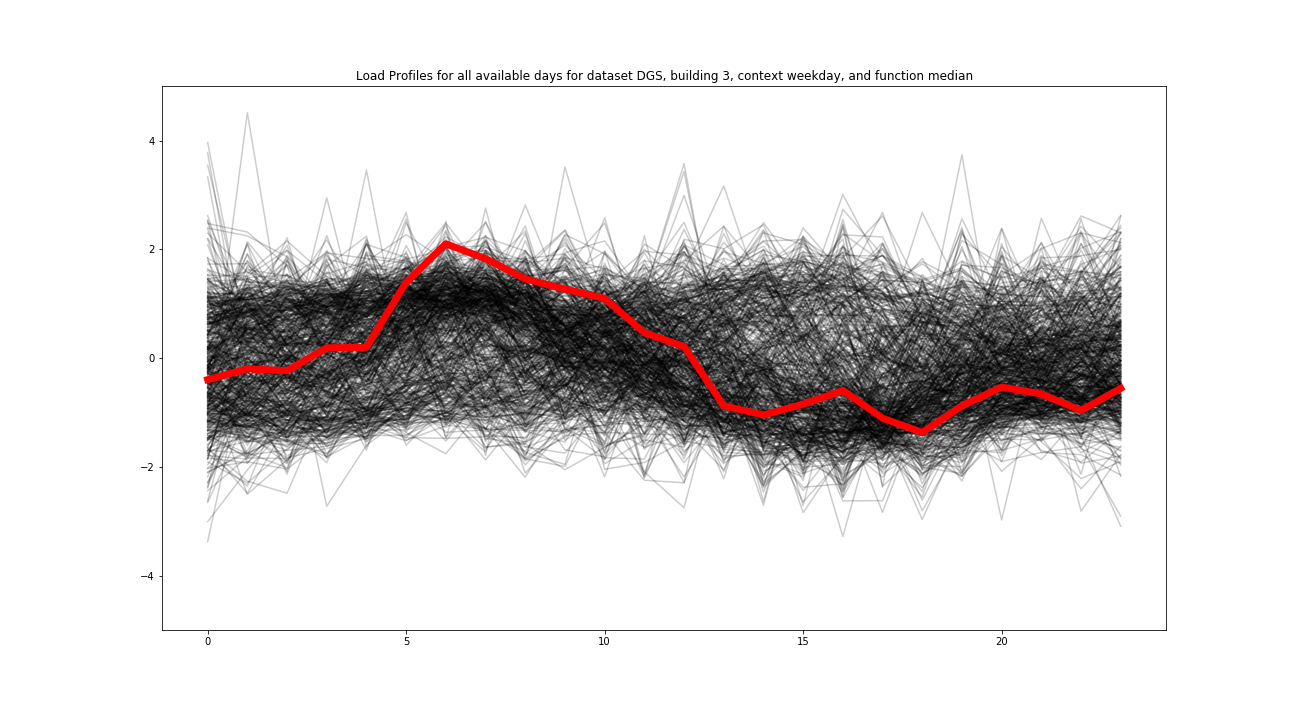 Load Profiles for all available days for dataset DGS, building 3, context weekday, and function median
4
2
0
−2
−4
0 5 10 15 20